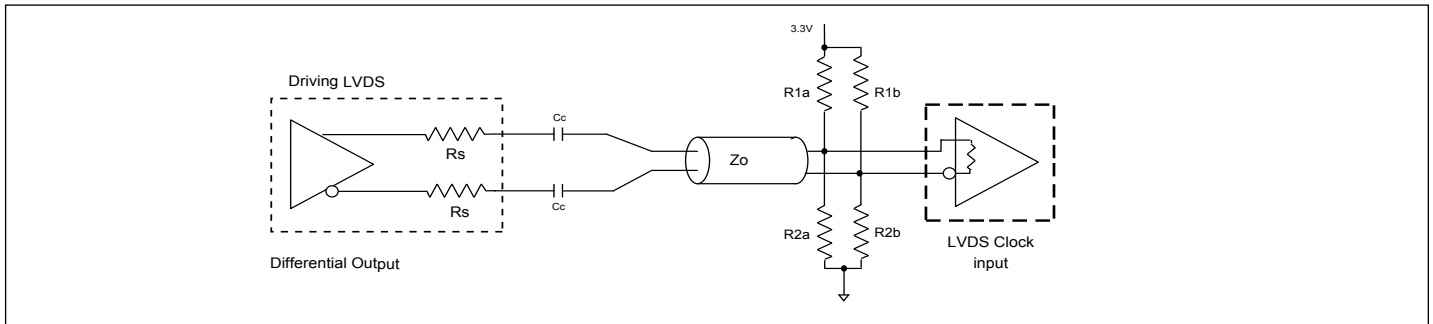 3.3V
Driving LVDS
R1a
R1b
Cc
Rs
Zo
Cc
Rs
R2a
R2b
LVDS Clock
input
Differential Output